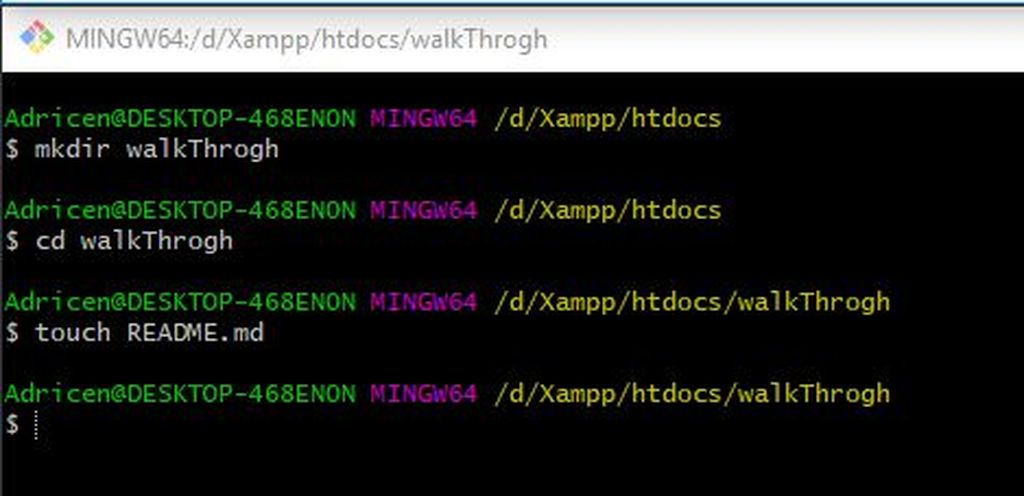 MINGW64:/d/Xampp/htdocs/walkThrogh
Adricen@DESKTOP-468ENON MINGW64 /d/Xampp/htdocs
$ mkdir walkThrogh
Adricen@DESKTOP-468ENON MINGW64 /d/Xampp/htdocs
$ cd walkThrogh
Adricen@DESKTOP-468ENON MINGW64 /d/Xampp/htdocs/walkThrogh
$ touch README.md
Adricen@DESKTOP-468ENON MINGW64 /d/Xampp/htdocs/walkThrogh
$